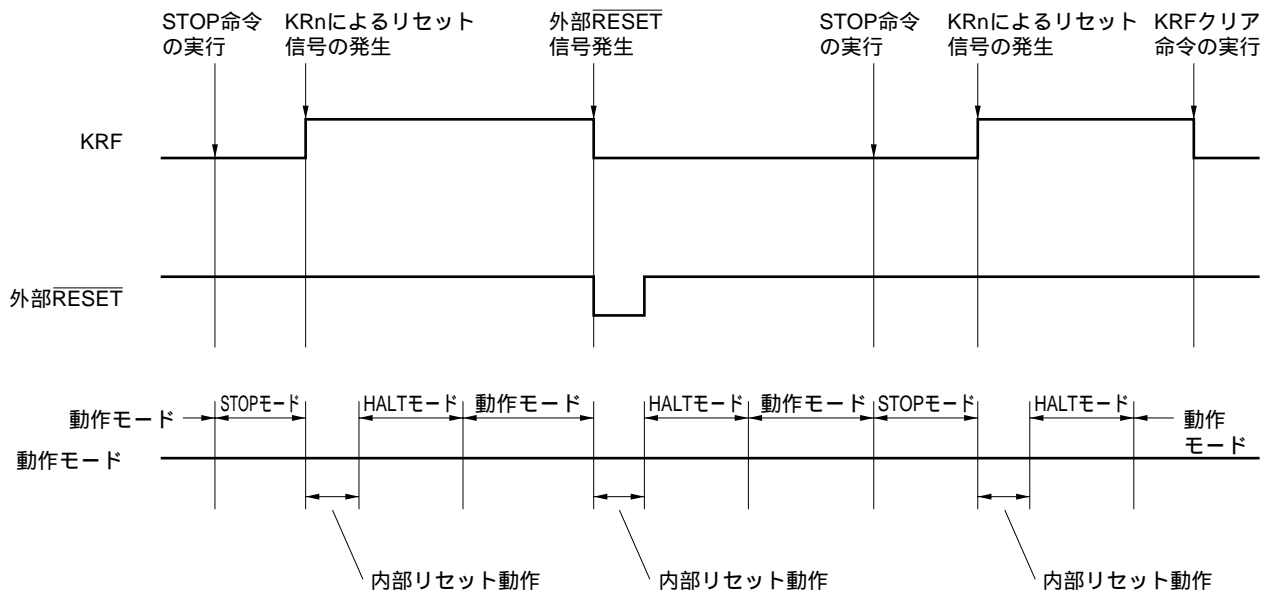 STOP命令
の実行
KRnによるリセット
信号の発生
外部RESET
信号発生
STOP命令
の実行
KRnによるリセット
信号の発生
KRFクリア
命令の実行
KRF
外部RESET
動作モード
STOPモード
HALTモード
動作モード
HALTモード
動作モード
STOPモード
HALTモード
動作
モード
動作モード
内部リセット動作
内部リセット動作
内部リセット動作